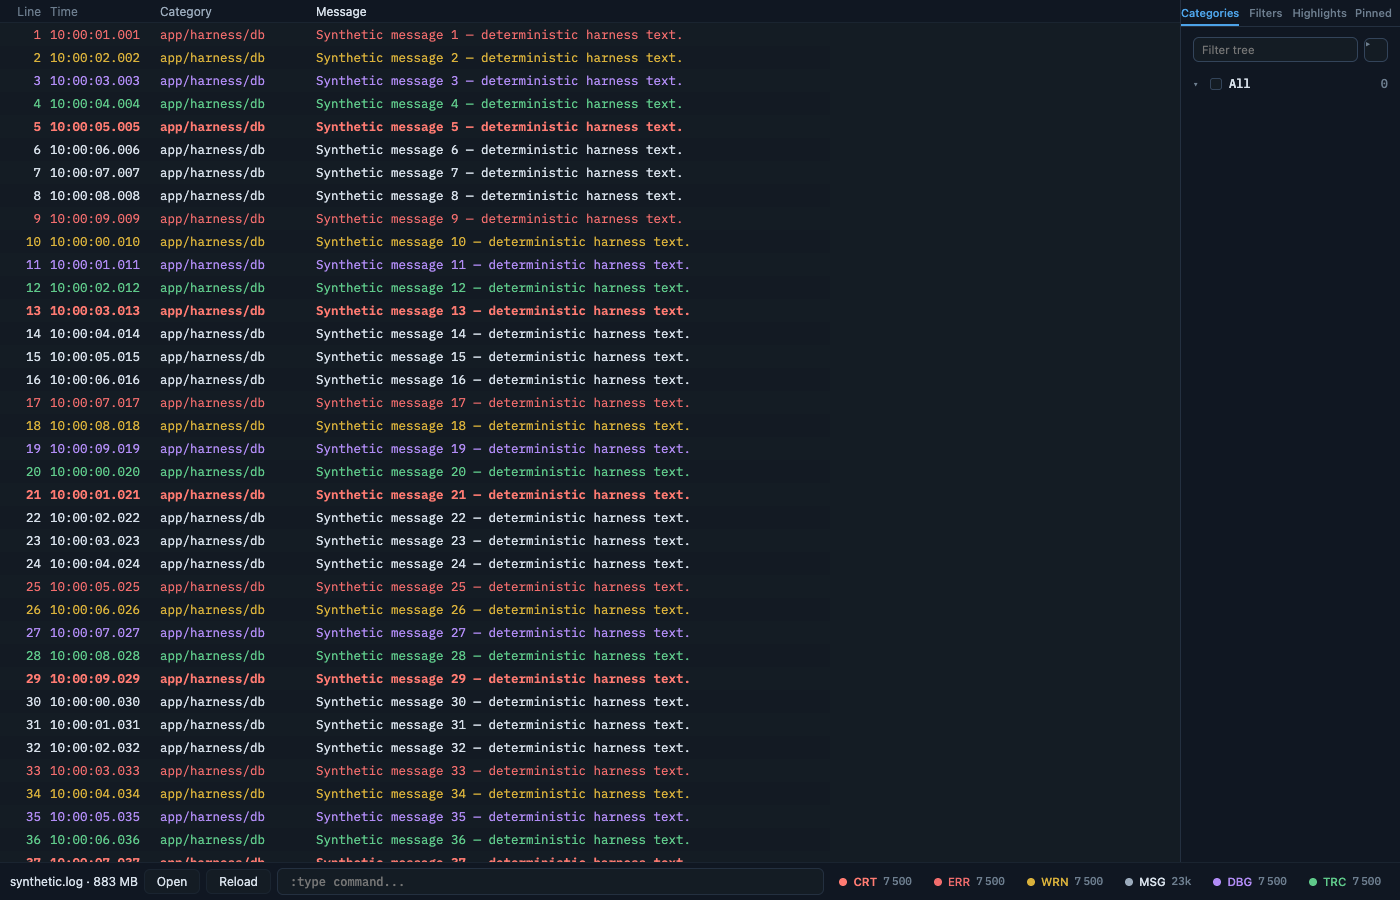 Line Time Category Message
1 10:00:01.001 app/harness/db Synthetic message 1 — deterministic harness text.
2 10:00:02.002 app/harness/db Synthetic message 2 — deterministic harness text.
3 10:00:03.003 app/harness/db Synthetic message 3 — deterministic harness text.
4 10:00:04.004 app/harness/db Synthetic message 4 — deterministic harness text.
5 10:00:05.005 app/harness/db Synthetic message 5 — deterministic harness text.
6 10:00:06.006 app/harness/db Synthetic message 6 — deterministic harness text.
7 10:00:07.007 app/harness/db Synthetic message 7 — deterministic harness text.
8 10:00:08.008 app/harness/db Synthetic message 8 — deterministic harness text.
9 10:00:09.009 app/harness/db Synthetic message 9 — deterministic harness text.
10 10:00:00.010 app/harness/db Synthetic message 10 — deterministic harness text.
11 10:00:01.011 app/harness/db Synthetic message 11 — deterministic harness text.
12 10:00:02.012 app/harness/db Synthetic message 12 — deterministic harness text.
13 10:00:03.013 app/harness/db Synthetic message 13 — deterministic harness text.
14 10:00:04.014 app/harness/db Synthetic message 14 — deterministic harness text.
15 10:00:05.015 app/harness/db Synthetic message 15 — deterministic harness text.
16 10:00:06.016 app/harness/db Synthetic message 16 — deterministic harness text.
17 10:00:07.017 app/harness/db Synthetic message 17 — deterministic harness text.
18 10:00:08.018 app/harness/db Synthetic message 18 — deterministic harness text.
19 10:00:09.019 app/harness/db Synthetic message 19 — deterministic harness text.
20 10:00:00.020 app/harness/db Synthetic message 20 — deterministic harness text.
21 10:00:01.021 app/harness/db Synthetic message 21 — deterministic harness text.
22 10:00:02.022 app/harness/db Synthetic message 22 — deterministic harness text.
23 10:00:03.023 app/harness/db Synthetic message 23 — deterministic harness text.
24 10:00:04.024 app/harness/db Synthetic message 24 — deterministic harness text.
25 10:00:05.025 app/harness/db Synthetic message 25 — deterministic harness text.
26 10:00:06.026 app/harness/db Synthetic message 26 — deterministic harness text.
27 10:00:07.027 app/harness/db Synthetic message 27 — deterministic harness text.
28 10:00:08.028 app/harness/db Synthetic message 28 — deterministic harness text.
29 10:00:09.029 app/harness/db Synthetic message 29 — deterministic harness text.
30 10:00:00.030 app/harness/db Synthetic message 30 — deterministic harness text.
31 10:00:01.031 app/harness/db Synthetic message 31 — deterministic harness text.
32 10:00:02.032 app/harness/db Synthetic message 32 — deterministic harness text.
33 10:00:03.033 app/harness/db Synthetic message 33 — deterministic harness text.
34 10:00:04.034 app/harness/db Synthetic message 34 — deterministic harness text.
35 10:00:05.035 app/harness/db Synthetic message 35 — deterministic harness text.
36 10:00:06.036 app/harness/db Synthetic message 36 — deterministic harness text.
37 10:00:07.037 app/harness/db Synthetic message 37 — deterministic harness text.
Categories Filters Highlights Pinned
Filter tree
All 0
synthetic.log · 883 MB Open Reload :type command... CRT 7 500 ERR 7 500 WRN 7 500 MSG 23k DBG 7 500 TRC 7 500